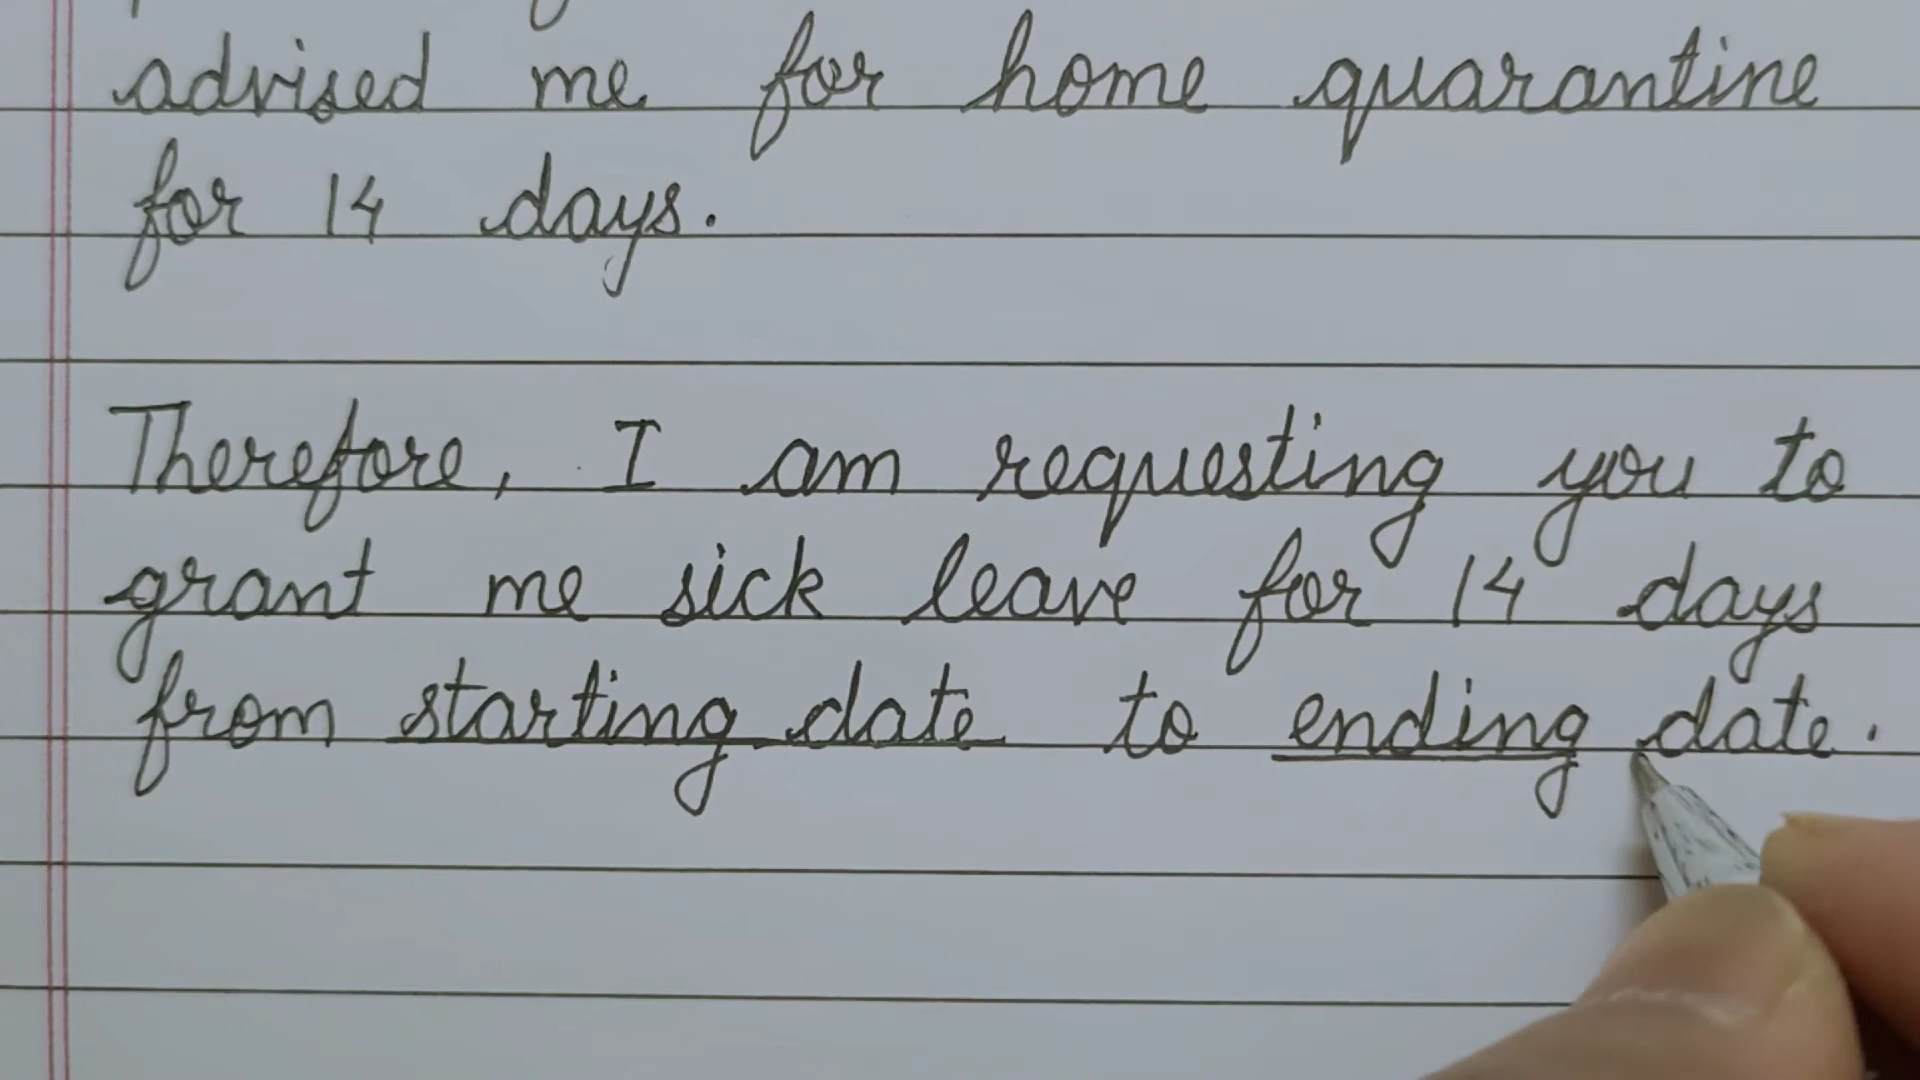 advised me for home quarantine
for 14 days.
Therefore, I am requesting you to
grant me sick leave for 14 days
from starting date to ending date.